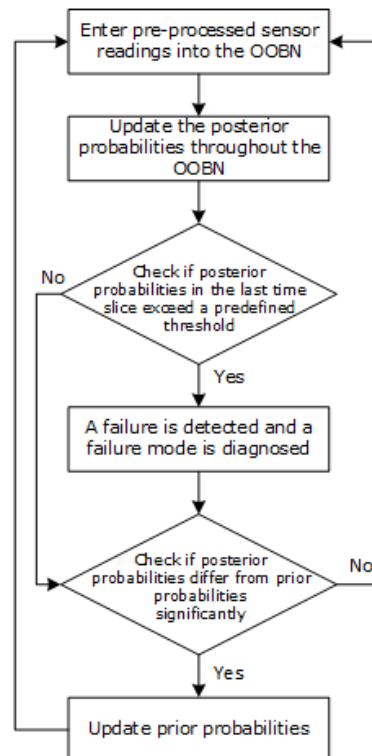 Enter pre-processed sensor
readings into the OOBN
Update the posterior
probabilities throughout the
OOBN
No
Check if posterior
probabilities in the last time
slice exceed a predefined
threshold
Yes
A failure is detected and a
failure mode is diagnosed
Check if posterior
probabilities differ from prior
probabilities
significantly
No
Yes
Update prior probabilities